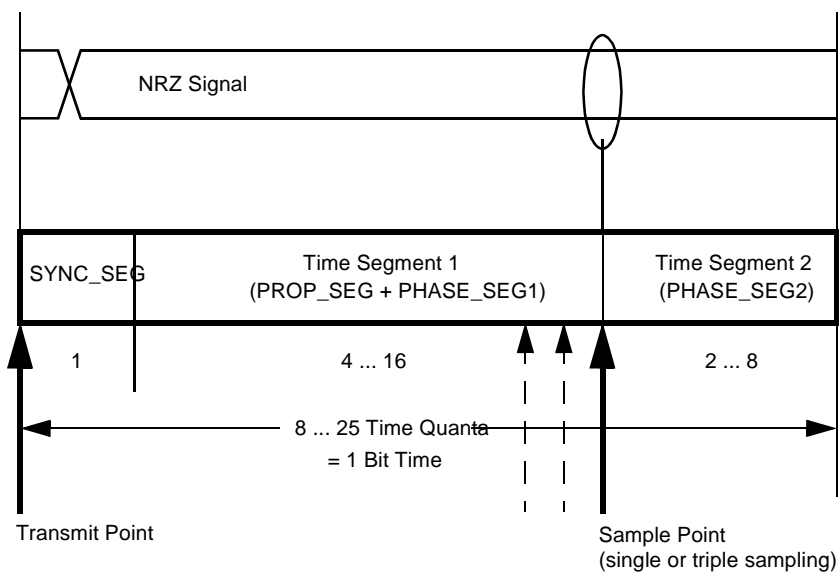 NRZ Signal
SYNC_SEG
Time Segment 1
(PROP_SEG + PHASE_SEG1)
Time Segment 2
(PHASE_SEG2)
1
4 ... 16
2 ... 8
8 ... 25 Time Quanta
= 1 Bit Time
Transmit Point
Sample Point
(single or triple sampling)